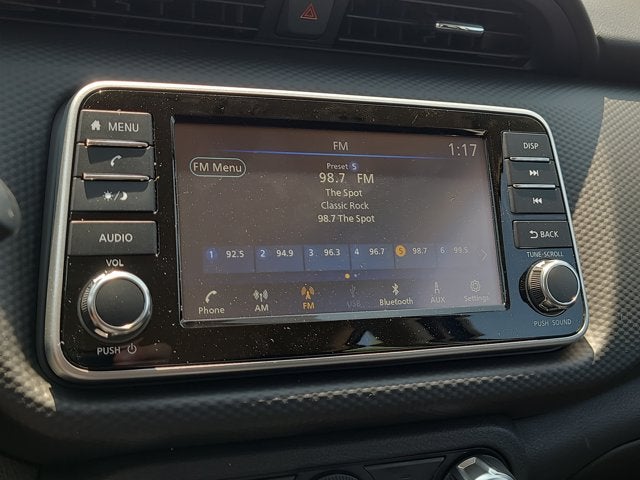 MENU
AUDIO
VOL
PUSH
FM
1:17
FM Menu
Preset 5
98.7 FM
The Spot
Classic Rock
98.7 The Spot
1 92.5 2 94.9 3 96.3 4 96.7 5 98.7 6 99.5
Phone AM FM USB Bluetooth AUX Settings
DISP
BACK
TUNE·SCROLL
PUSH SOUND